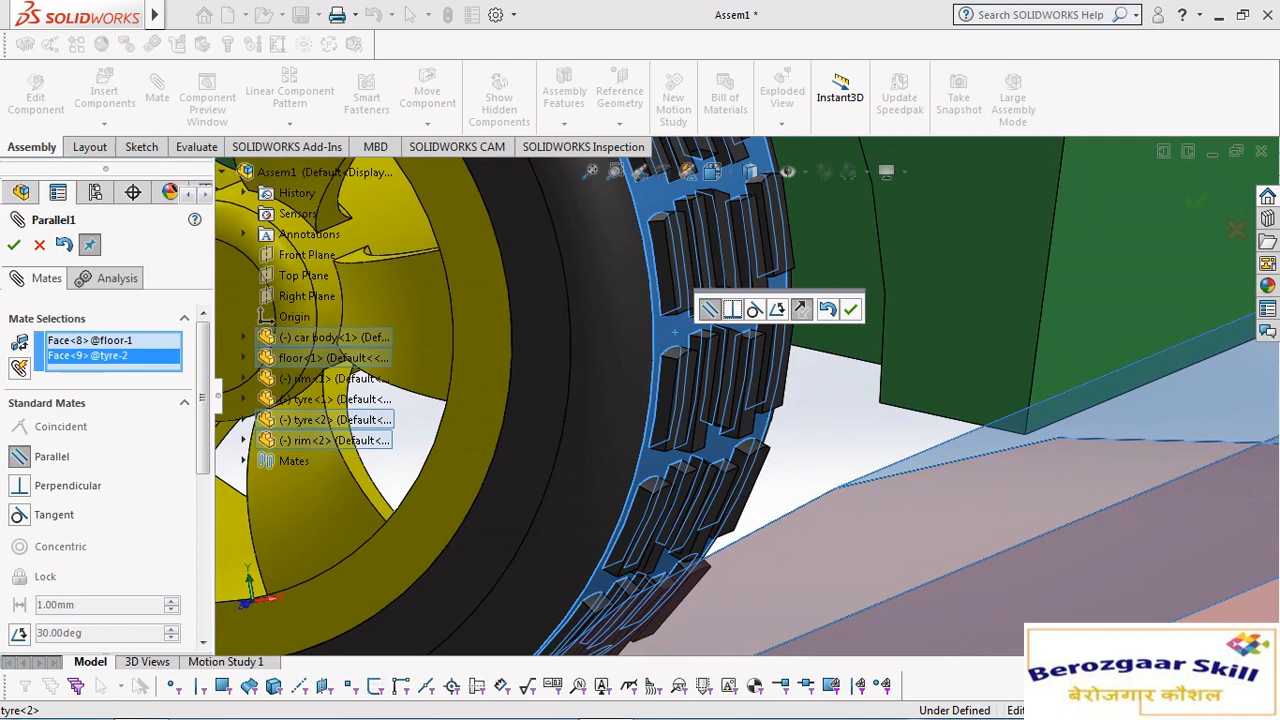 SOLIDWORKS
Assem1 *
Search SOLIDWORKS Help
Edit Component
Insert Components
Mate
Component Preview Window
Linear Component Pattern
Smart Fasteners
Move Component
Show Hidden Components
Assembly Features
Reference Geometry
New Motion Study
Bill of Materials
Exploded View
Instant3D
Update Speedpak
Take Snapshot
Large Assembly Mode
Assembly Layout Sketch Evaluate SOLIDWORKS Add-Ins MBD SOLIDWORKS CAM SOLIDWORKS Inspection
Assem1 (Default<Display...
History
Sensors
Annotations
Front Plane
Top Plane
Right Plane
Origin
(-) car body<1> (Def...
floor<1> (Default<<...
(-) rim<1> (Default<...
(-) tyre<1> (Default<...
(-) tyre<2> (Default<...
(-) rim<2> (Default<...
Mates
Parallel1
Mates Analysis
Mate Selections
Face<8>@floor-1
Face<9>@tyre-2
Standard Mates
Coincident
Parallel
Perpendicular
Tangent
Concentric
Lock
1.00mm
30.00deg
Y
Model 3D Views Motion Study 1
Berozgaar Skill
बेरोजगार कौशल
tyre<2>
Under Defined
Edit